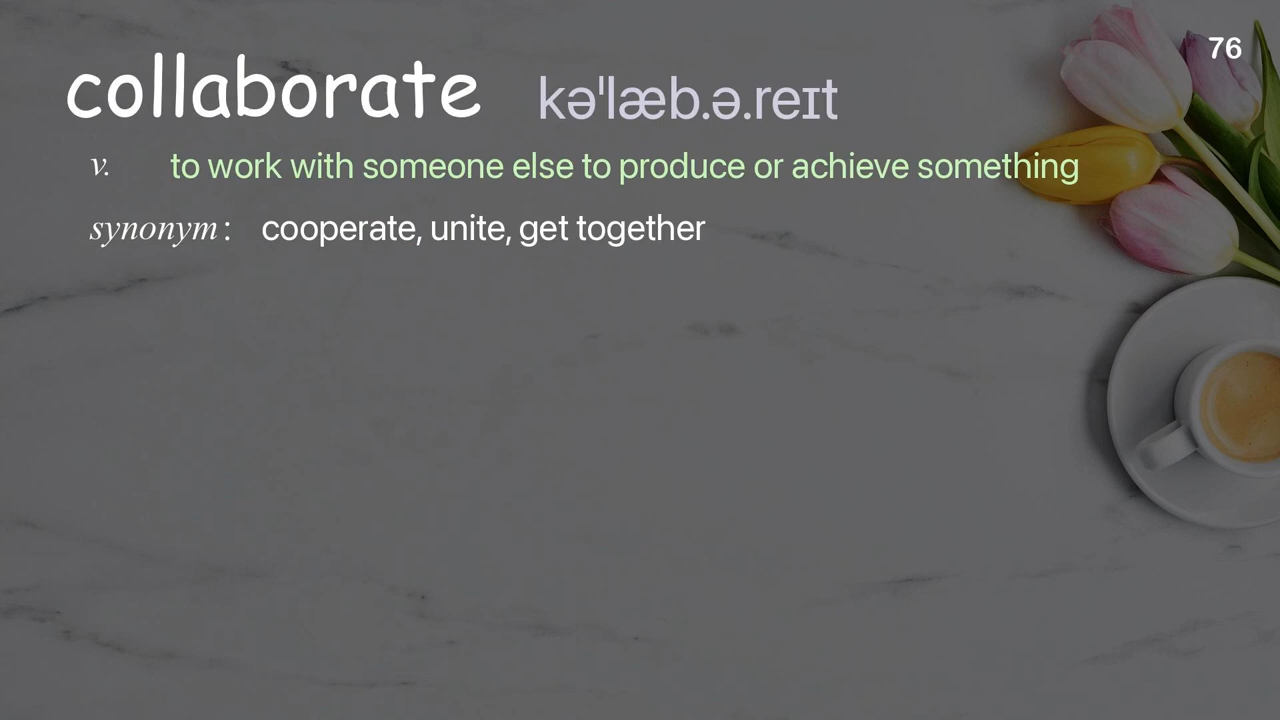 76
collaborate kə'læb.ə.reɪt
v. to work with someone else to produce or achieve something
synonym: cooperate, unite, get together